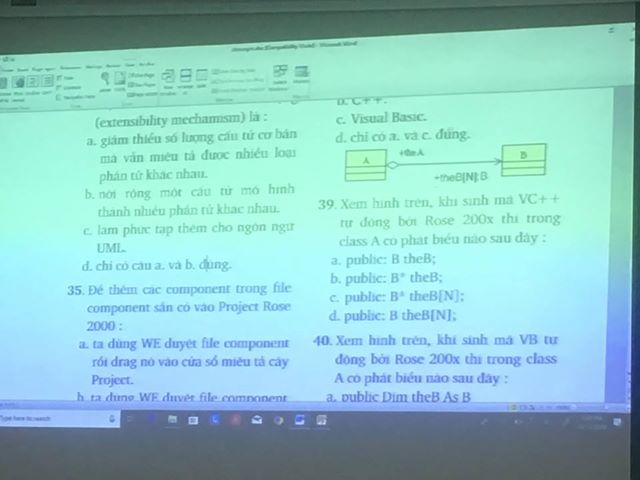 (extensibility mechamism) là :
a. giảm thiểu số lượng cấu tử cơ bản
mà vẫn miêu tả được nhiều loại
phần tử khác nhau.
b. nới rộng một cấu tử mô hình
thành nhiều phần tử khác nhau.
c. làm phức tạp thêm cho ngôn ngữ
UML.
d. chỉ có câu a. và b. đúng.
35. Để thêm các component trong file
component sẵn có vào Project Rose
2000 :
a. ta dùng WE duyệt file component
rồi drag nó vào cửa sổ miêu tả cây
Project.
b. ta dùng WE duyệt file component
b. C++.
c. Visual Basic.
d. chỉ có a. và c. đúng.
A
+theA
B
+theB[N]: B
39. Xem hình trên, khi sinh mã VC++
tự động bởi Rose 200x thì trong
class A có phát biểu nào sau đây :
a. public: B theB;
b. public: B* theB;
c. public: B* theB[N];
d. public: B theB[N];
40. Xem hình trên, khi sinh mã VB tự
động bởi Rose 200x thì trong class
A có phát biểu nào sau đây :
a. public Dim theB As B
Type here to search